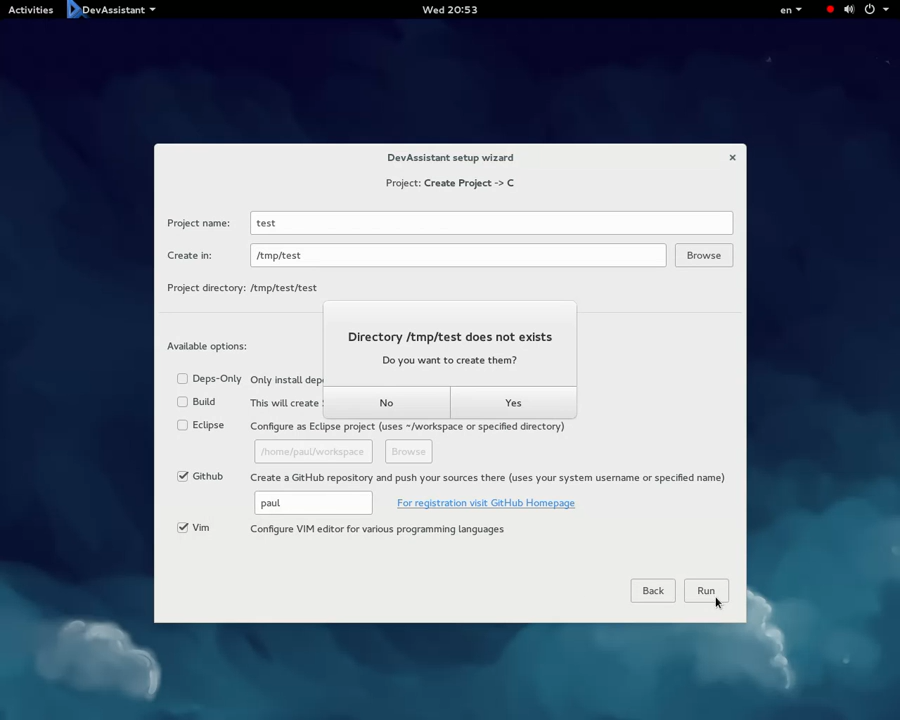 Activities DevAssistant Wed 20:53 en
DevAssistant setup wizard
Project: Create Project -> C
Project name: test
Create in: /tmp/test Browse
Project directory: /tmp/test/test
Directory /tmp/test does not exists
Do you want to create them?
No Yes
Available options:
Deps-Only Only install
Build This will create
Eclipse Configure as Eclipse project (uses ~/workspace or specified directory)
/home/paul/workspace Browse
Github Create a GitHub repository and push your sources there (uses your system username or specified name)
paul For registration visit GitHub Homepage
Vim Configure VIM editor for various programming languages
Back Run